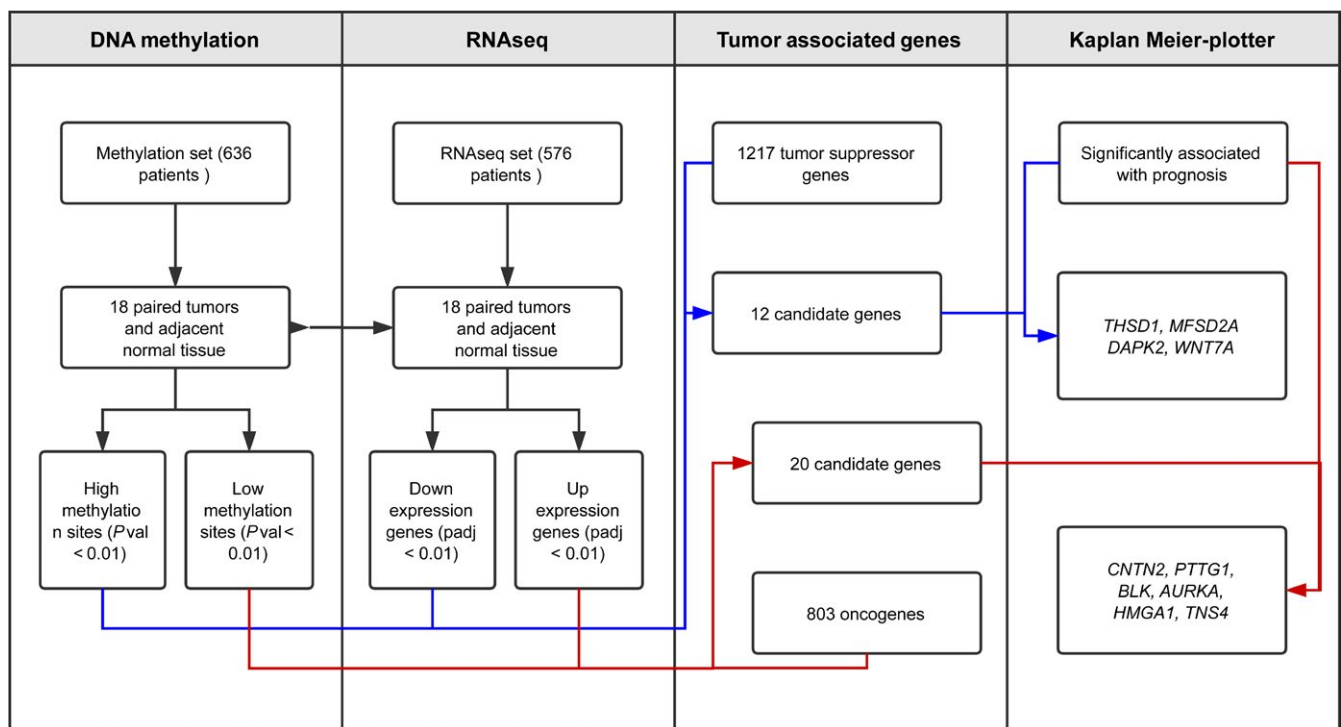 DNA methylation
RNAseq
Tumor associated genes
Kaplan Meier-plotter
Methylation set (636
patients )
RNAseq set (576
patients )
1217 tumor suppressor
genes
Significantly associated
with prognosis
18 paired tumors
and adjacent
normal tissue
18 paired tumors
and adjacent
normal tissue
12 candidate genes
THSD1, MFSD2A
DAPK2, WNT7A
High
methylatio
n sites (Pval
< 0.01)
Low
methylation
sites (Pval <
0.01)
Down
expression
genes (padj
< 0.01)
Up
expression
genes (padj
< 0.01)
20 candidate genes
803 oncogenes
CNTN2, PTTG1,
BLK, AURKA,
HMGA1, TNS4